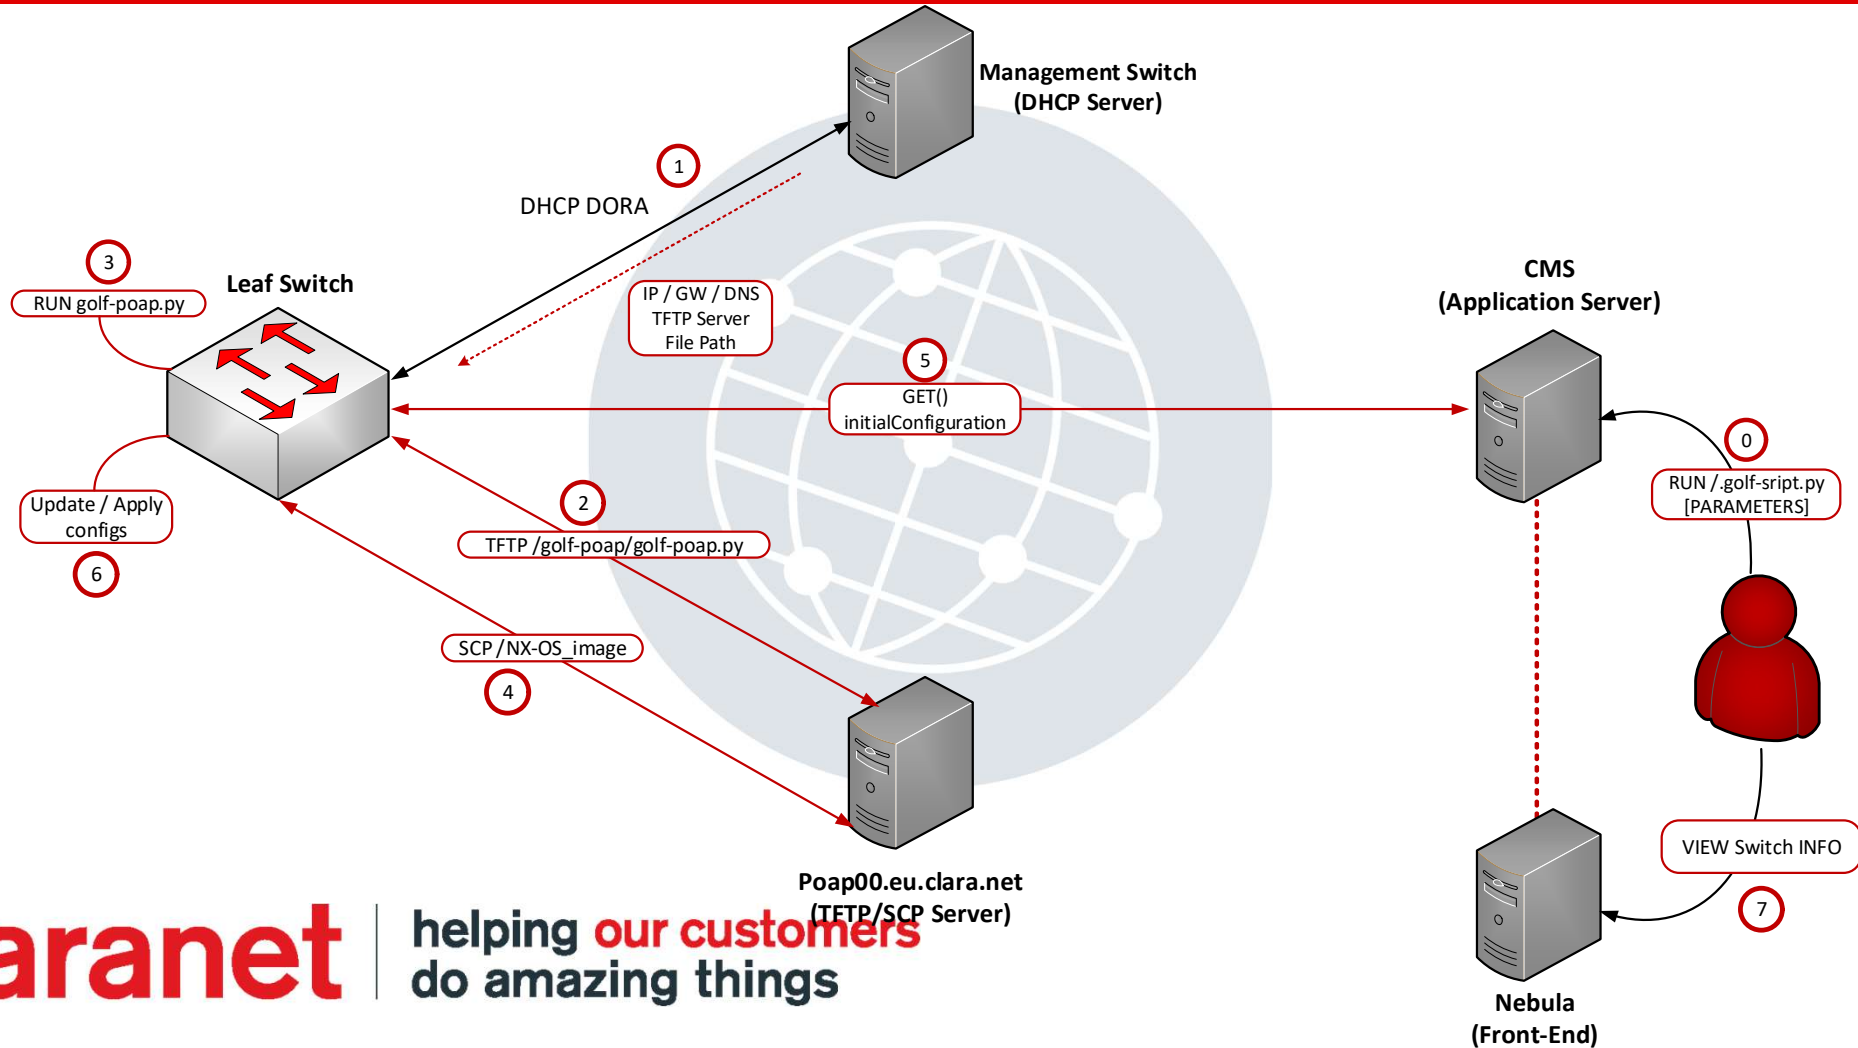 Management Switch
(DHCP Server)
1
DHCP DORA
3
RUN golf-poap.py
Leaf Switch
IP / GW / DNS
TFTP Server
File Path
CMS
(Application Server)
5
GET()
initialConfiguration
0
RUN /.golf-sript.py
[PARAMETERS]
Update / Apply
configs
6
2
TFTP /golf-poap/golf-poap.py
SCP /NX-OS_image
4
VIEW Switch INFO
7
Poap00.eu.clara.net
(TFTP/SCP Server)
aranet
helping our customers
do amazing things
Nebula
(Front-End)